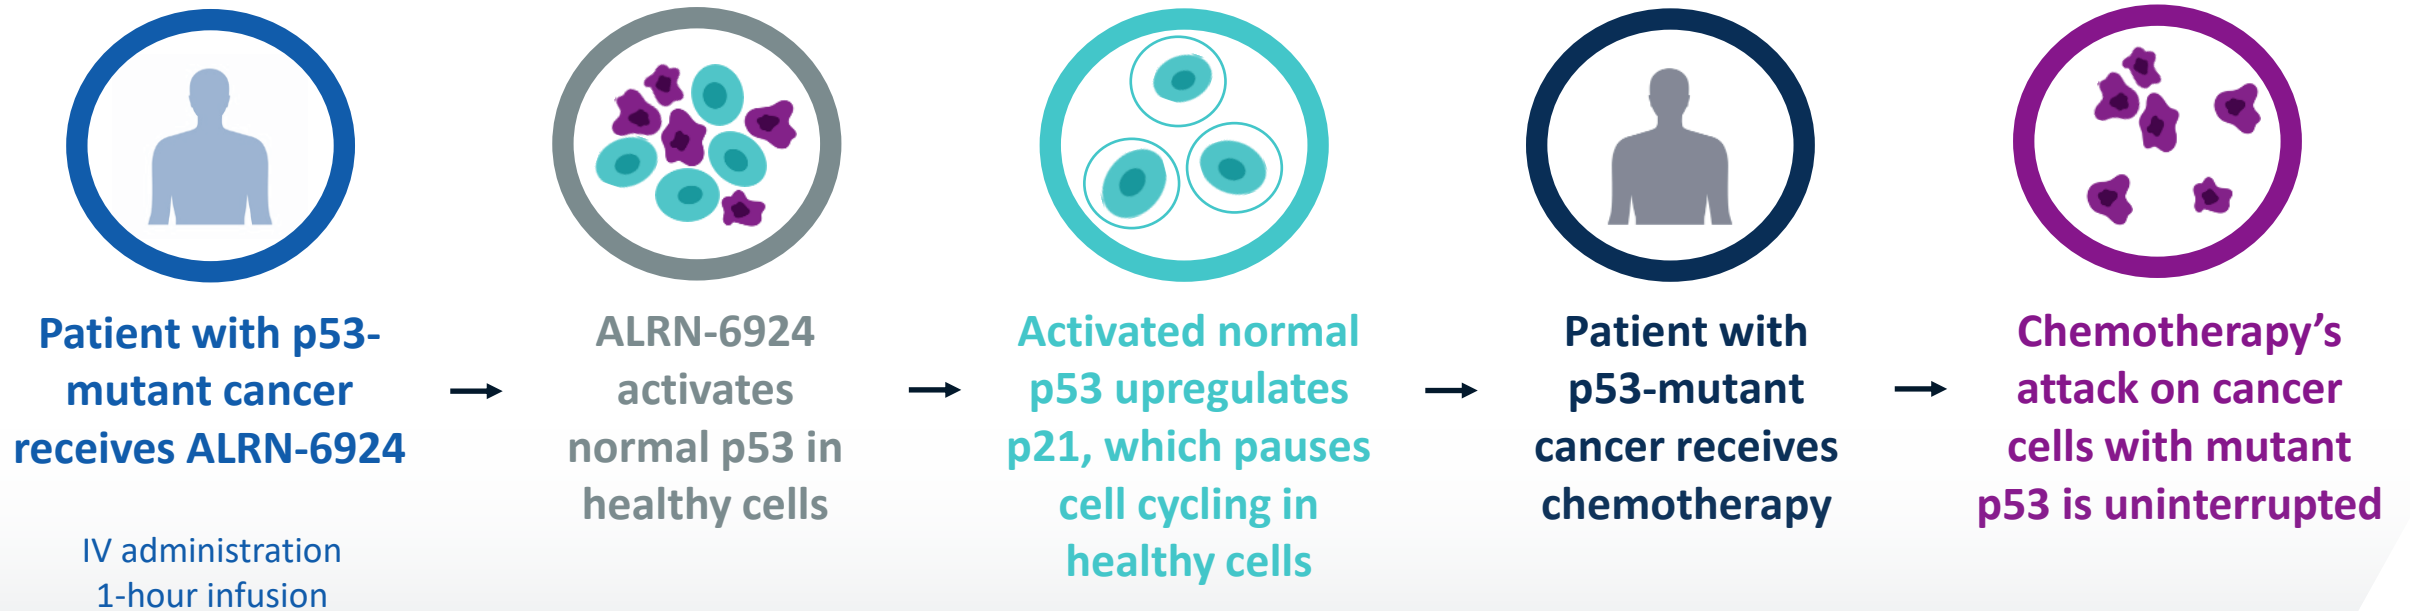 Patient with p53-
mutant cancer
receives ALRN-6924
IV administration
1-hour infusion
ALRN-6924
activates
normal p53 in
healthy cells
Activated normal
p53 upregulates
p21, which pauses
cell cycling in
healthy cells
Patient with
p53-mutant
cancer receives
chemotherapy
Chemotherapy’s
attack on cancer
cells with mutant
p53 is uninterrupted